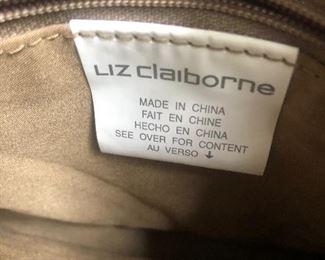 LIZ claiborne
MADE IN CHINA
FAIT EN CHINE
HECHO EN CHINA
SEE OVER FOR CONTENT
AU VERSO ↓